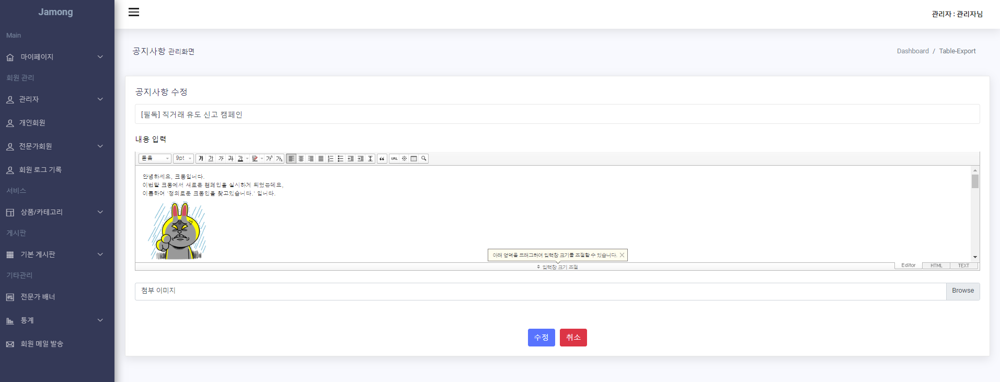 Jamong
관리자 : 관리자님
Main
마이페이지
회원 관리
관리자
개인회원
전문가회원
회원 로그 기록
서비스
상품/카테고리
게시판
기본 게시판
기타관리
전문가 배너
통계
회원 메일 발송
공지사항 관리화면
Dashboard / Table-Export
공지사항 수정
[필독] 직거래 유도 신고 캠페인
내용 입력
돋움 9pt 가 가 가 가 가 가 가 URL
안녕하세요, 크몽입니다.
이번달 크몽에서 새로운 캠페인을 실시하게 되었는데요,
이름하여 '정의로운 크몽인을 찾고있습니다.' 입니다.
아래 영역을 드래그하여 입력창 크기를 조절할 수 있습니다.
입력창 크기 조절
Editor HTML TEXT
첨부 이미지 Browse
수정 취소